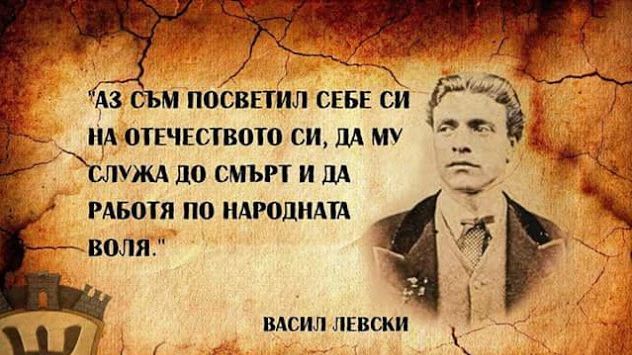 "АЗ СЪМ ПОСВЕТИЛ СЕБЕ СИ
НА ОТЕЧЕСТВОТО СИ, ДА МУ
СЛУЖА ДО СМЪРТ И ДА
РАБОТЯ ПО НАРОДНАТА
ВОЛЯ."
ВАСИЛ ЛЕВСКИ